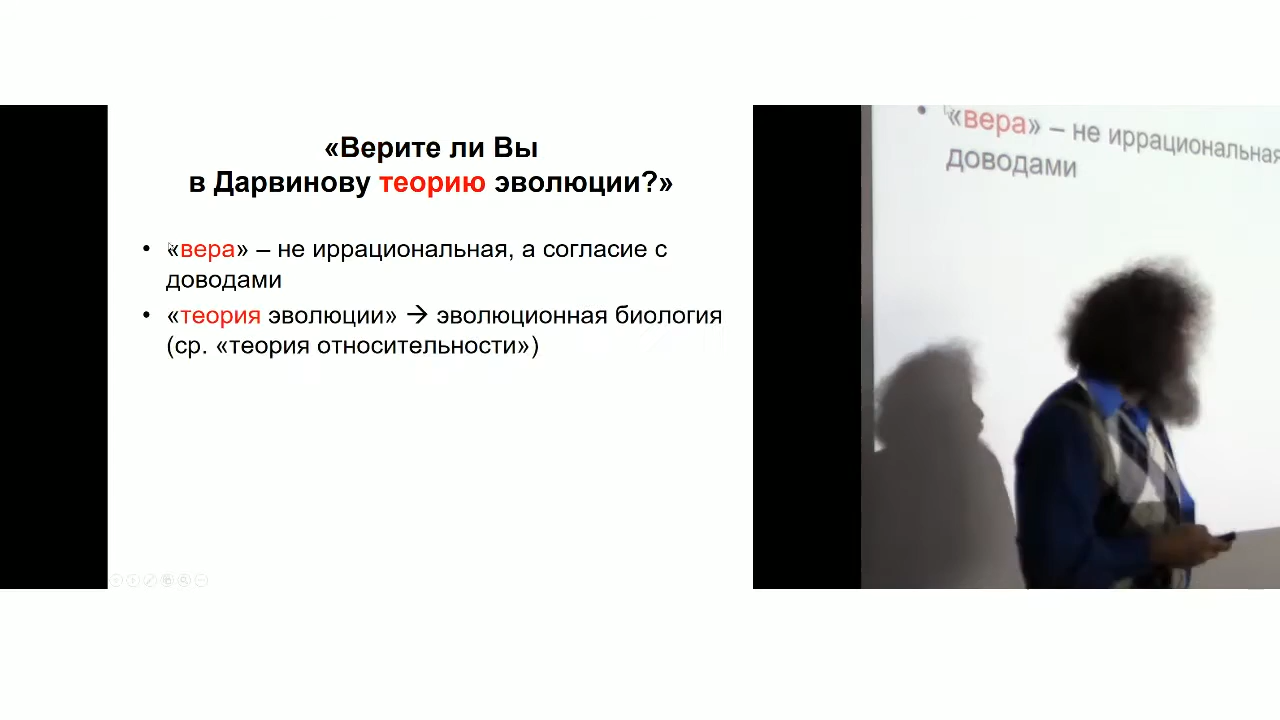 «Верите ли Вы
в Дарвинову теорию эволюции?»
• «вера» – не иррациональная, а согласие с
доводами
• «теория эволюции» → эволюционная биология
(ср. «теория относительности»)
• «вера» – не иррациональная
доводами